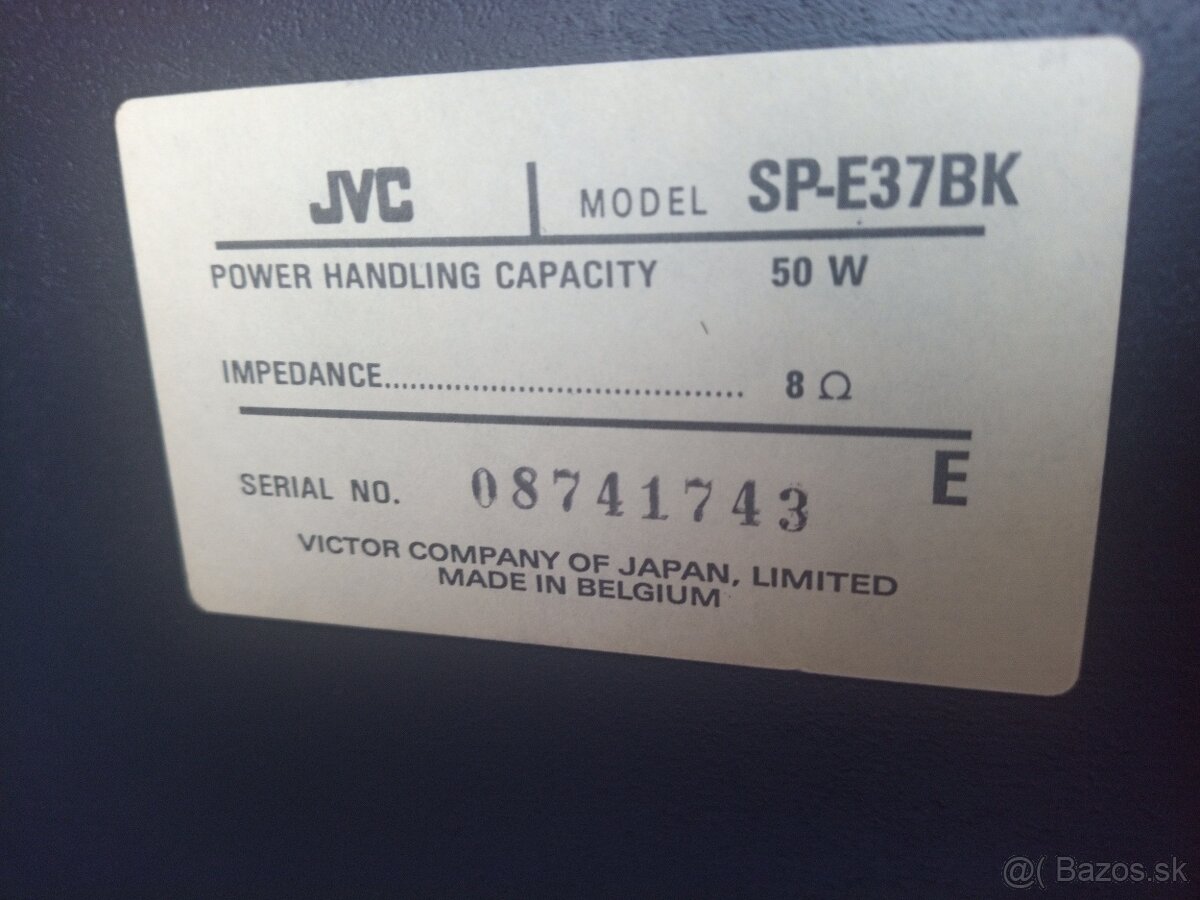 JVC | MODEL SP-E37BK
POWER HANDLING CAPACITY 50 W
IMPEDANCE........................................ 8 Ω
E
SERIAL NO. 08741743
VICTOR COMPANY OF JAPAN, LIMITED
MADE IN BELGIUM
@( Bazos.sk